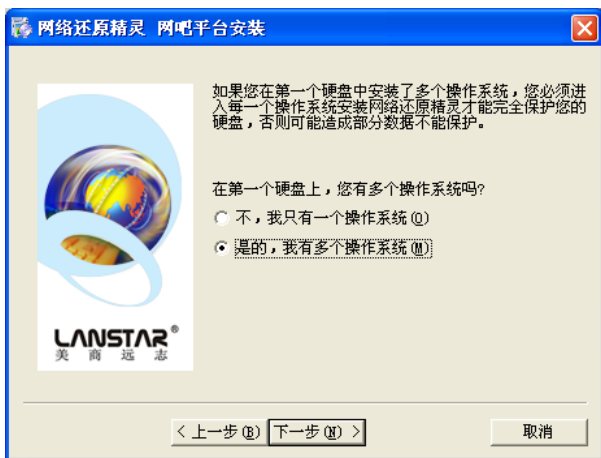 网络还原精灵 网吧平台安装
如果您在第一个硬盘中安装了多个操作系统，您必须进
入每一个操作系统安装网络还原精灵才能完全保护您的
硬盘，否则可能造成部分数据不能保护。
在第一个硬盘上，您有多个操作系统吗?
不，我只有一个操作系统(O)
是的，我有多个操作系统(M)
LANSTAR®
美商远志
< 上一步(B)
下一步(N) >
取消